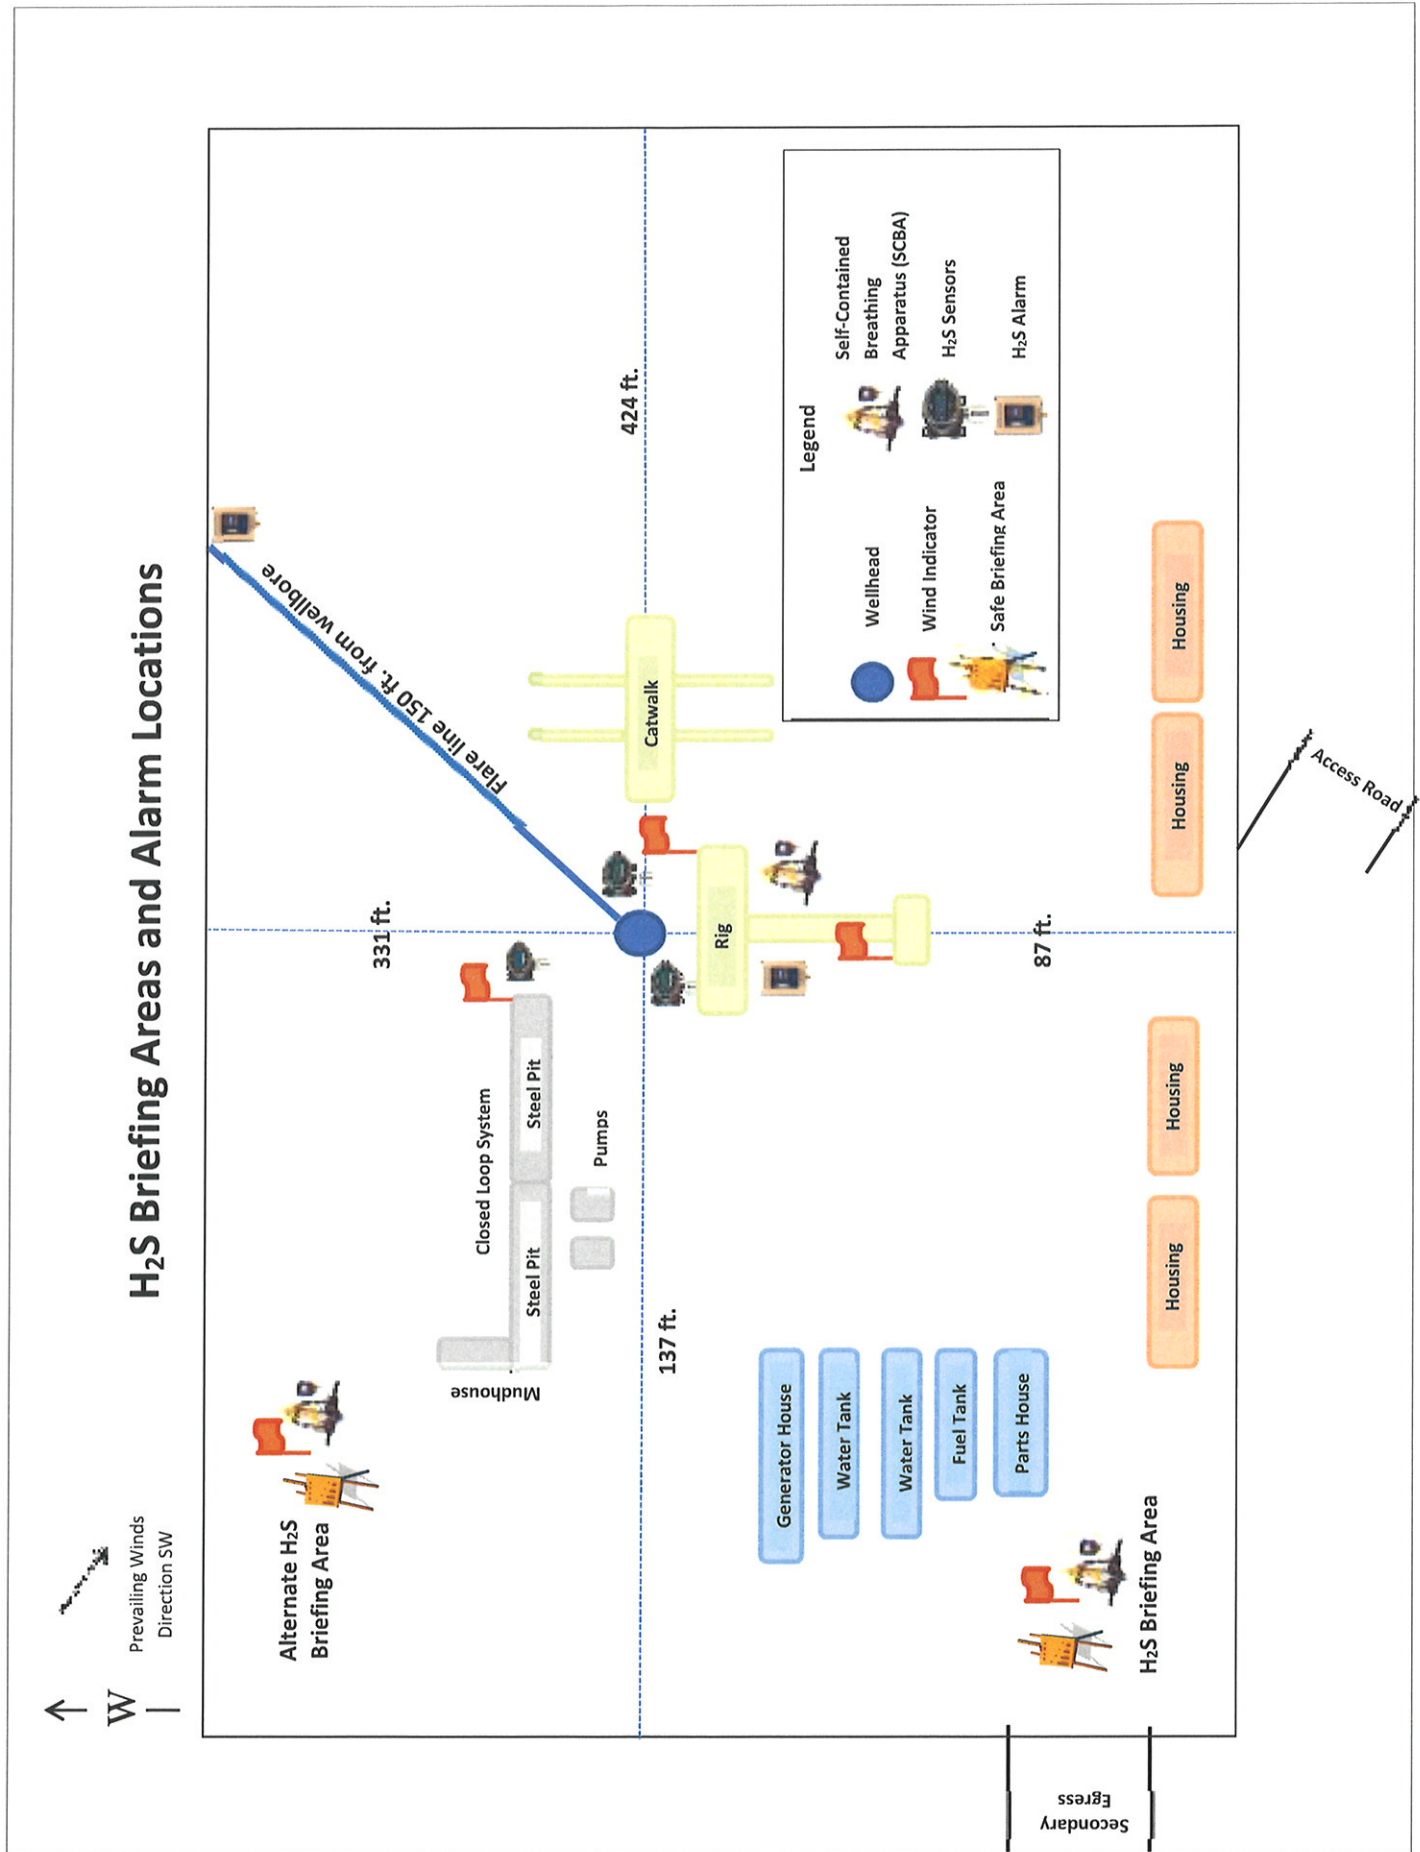 H₂S Briefing Areas and Alarm Locations
W
Prevailing Winds
Direction SW
Alternate H₂S
Briefing Area
Mudhouse
Closed Loop System
Steel Pit
Steel Pit
Pumps
331 ft.
Flare line 150 ft. from wellbore
137 ft.
424 ft.
Catwalk
Rig
87 ft.
Generator House
Water Tank
Water Tank
Fuel Tank
Parts House
H₂S Briefing Area
Secondary
Egress
Housing
Housing
Housing
Housing
Access Road
Legend
Wellhead
Wind Indicator
Safe Briefing Area
Self-Contained
Breathing
Apparatus (SCBA)
H₂S Sensors
H₂S Alarm